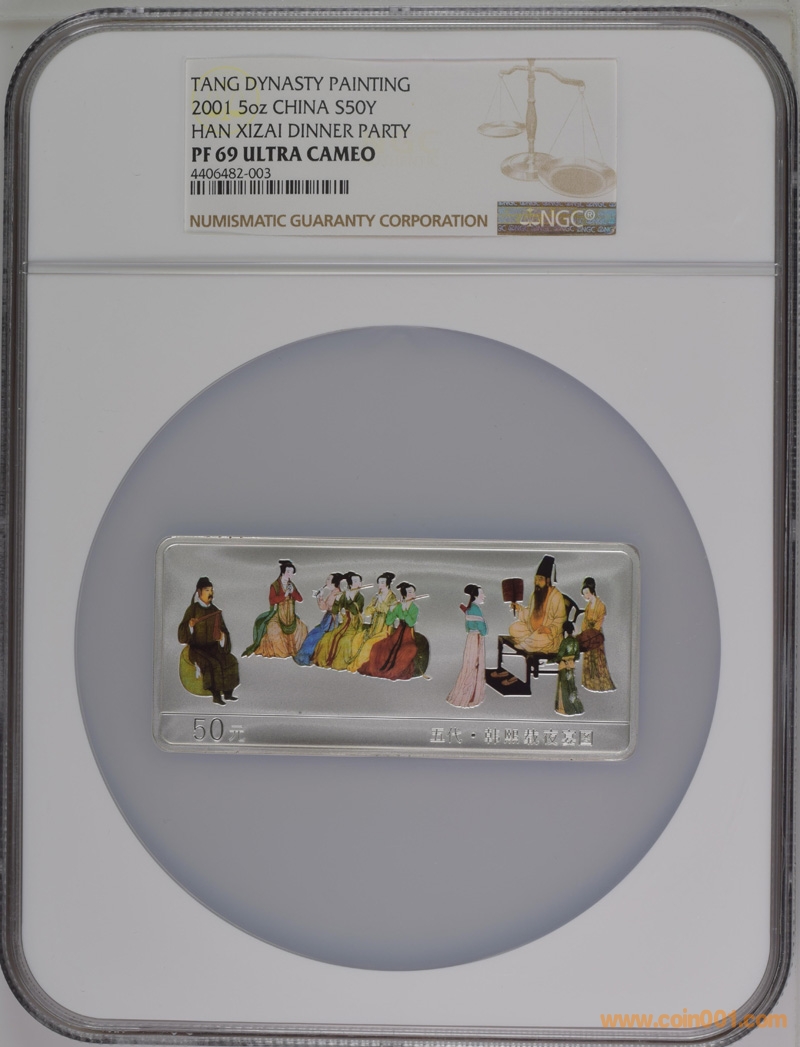 TANG DYNASTY PAINTING
2001 5oz CHINA S50Y
HAN XIZAI DINNER PARTY
PF 69 ULTRA CAMEO
4406482-003
NUMISMATIC GUARANTY CORPORATION
NGC®
50元
五代·韩熙载夜宴图
www.coin001.com